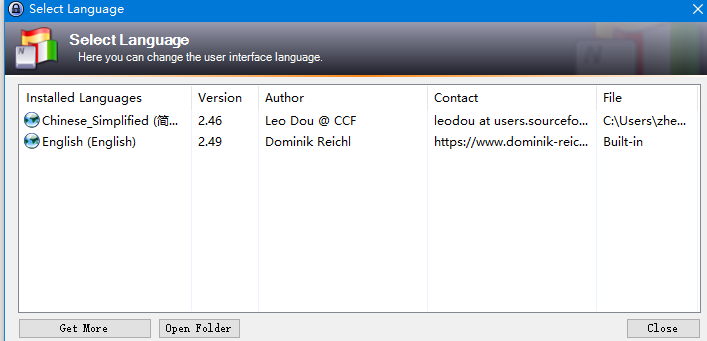 Select Language
Select Language
Here you can change the user interface language.
Installed Languages Version Author Contact File
Chinese_Simplified (简... 2.46 Leo Dou @ CCF leodou at users.sourcefo... C:\Users\zhe...
English (English) 2.49 Dominik Reichl https://www.dominik-reic... Built-in
Get More Open Folder Close